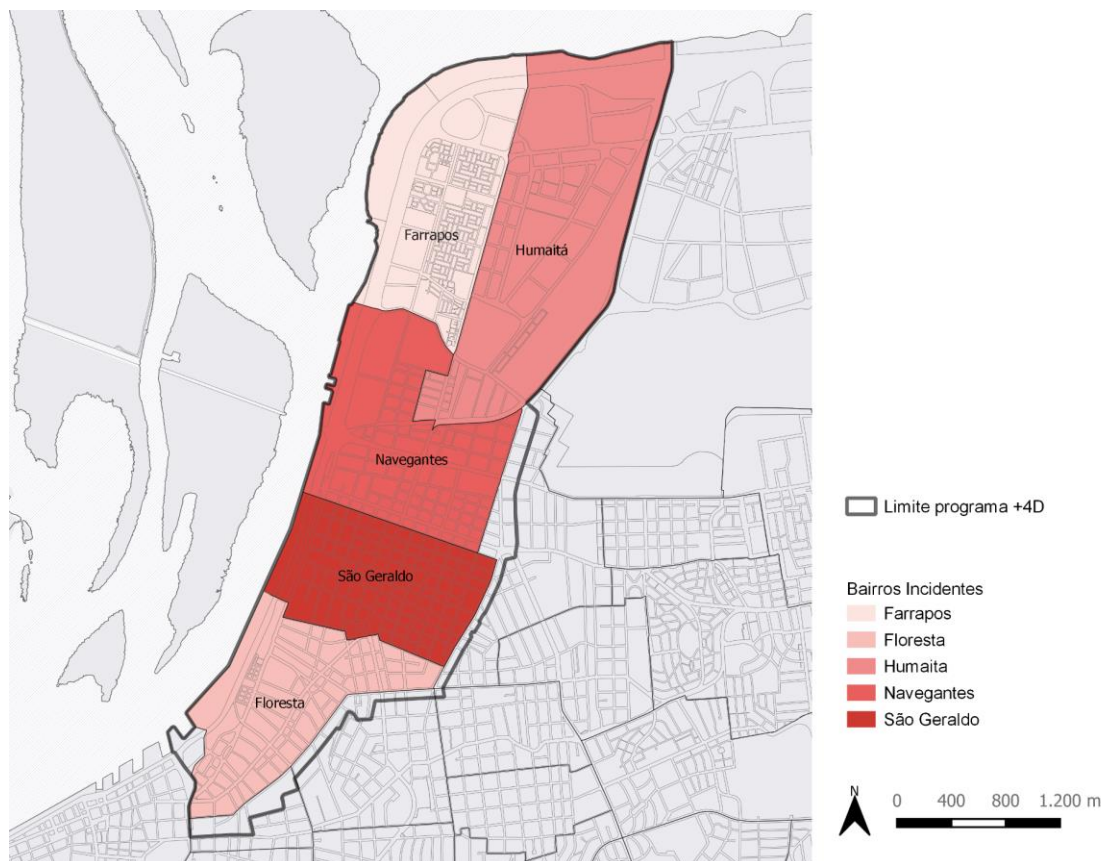 Farrapos
Humaitá
Navegantes
São Geraldo
Floresta
Limite programa +4D
Bairros Incidentes
Farrapos
Floresta
Humaita
Navegantes
São Geraldo
N
0 400 800 1.200 m